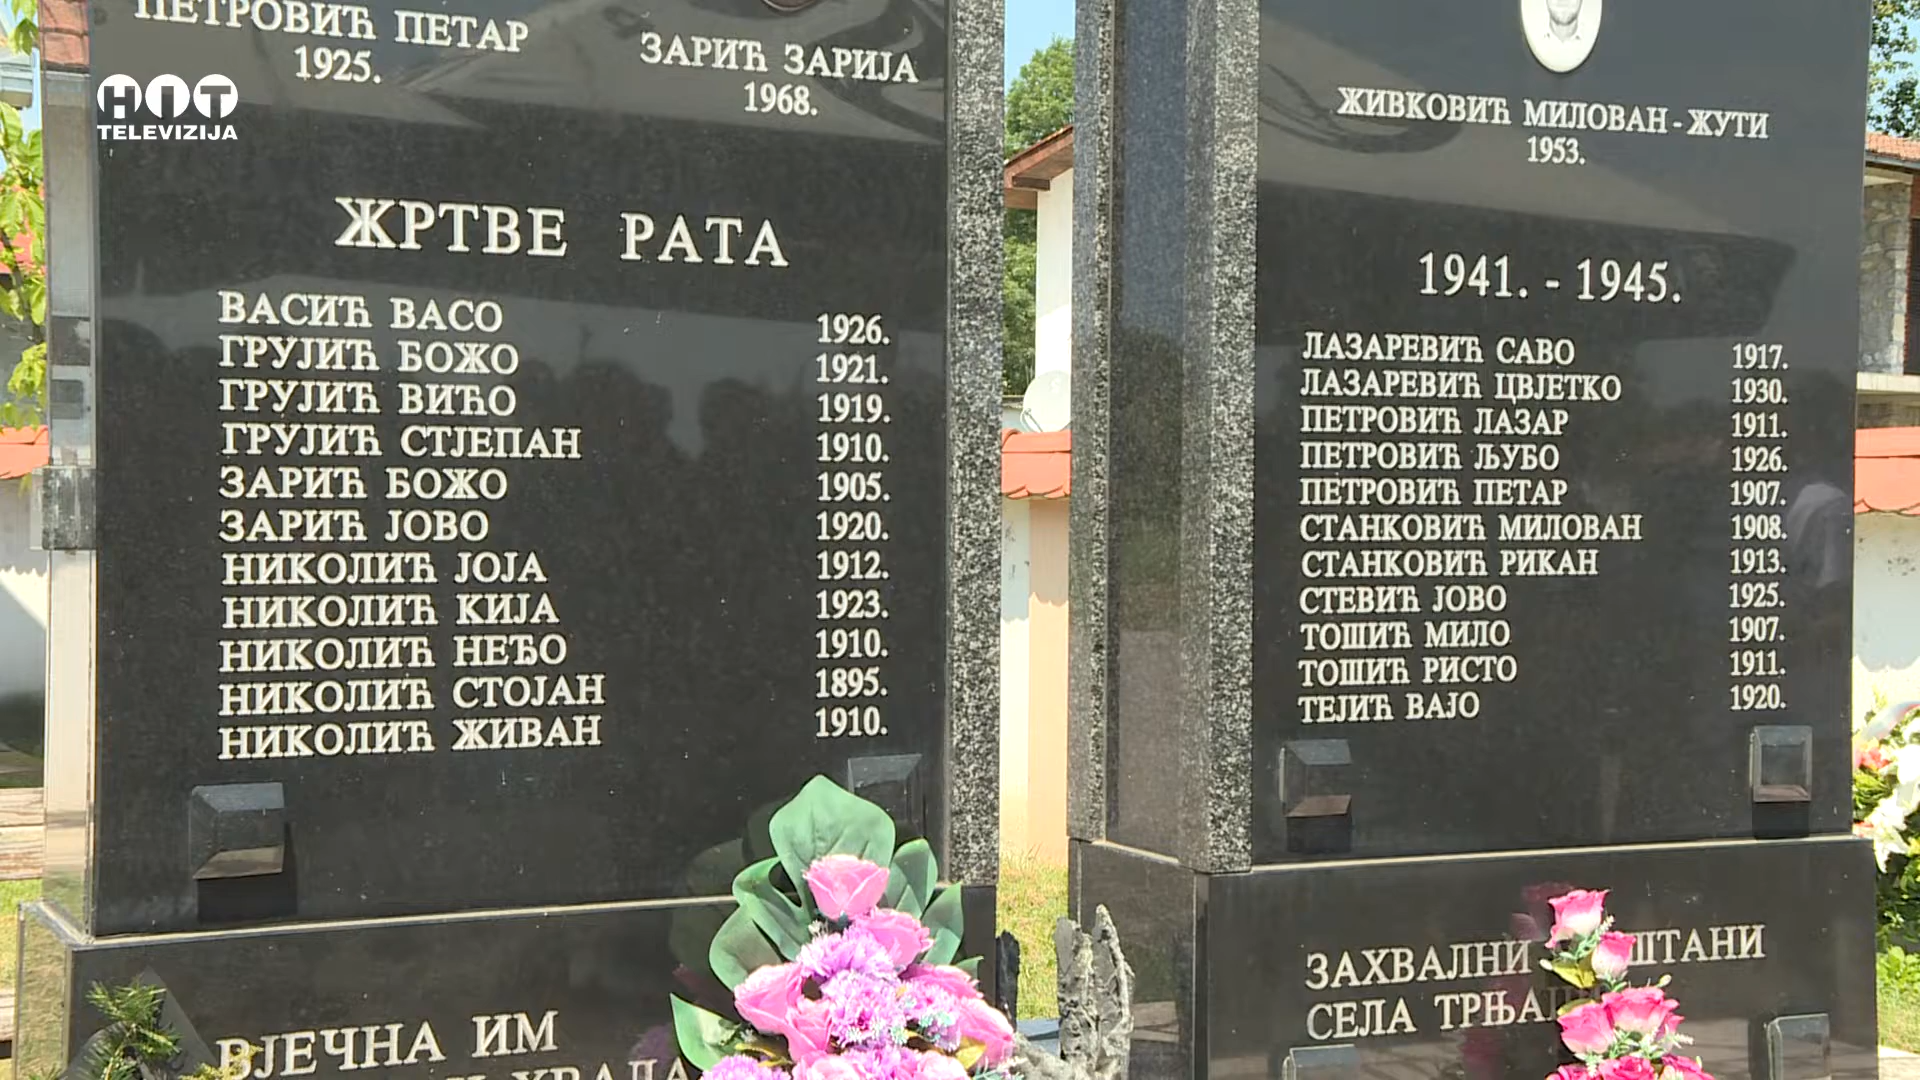 HIT
TELEVIZIJA
ПЕТРОВИЋ ПЕТАР
1925.
ЗАРИЋ ЗАРИЈА
1968.
ЖРТВЕ РАТА
ВАСИЋ ВАСО 1926.
ГРУЈИЋ БОЖО 1921.
ГРУЈИЋ ВИЋО 1919.
ГРУЈИЋ СТЈЕПАН 1910.
ЗАРИЋ БОЖО 1905.
ЗАРИЋ ЈОВО 1920.
НИКОЛИЋ ЈОЈА 1912.
НИКОЛИЋ КИЈА 1923.
НИКОЛИЋ НЕЂО 1910.
НИКОЛИЋ СТОЈАН 1895.
НИКОЛИЋ ЖИВАН 1910.
ВЈЕЧНА ИМ
ХВАЛА
ЖИВКОВИЋ МИЛОВАН - ЖУТИ
1953.
1941. - 1945.
ЛАЗАРЕВИЋ САВО 1917.
ЛАЗАРЕВИЋ ЦВЈЕТКО 1930.
ПЕТРОВИЋ ЛАЗАР 1911.
ПЕТРОВИЋ ЉУБО 1926.
ПЕТРОВИЋ ПЕТАР 1907.
СТАНКОВИЋ МИЛОВАН 1908.
СТАНКОВИЋ РИКАН 1913.
СТЕВИЋ ЈОВО 1925.
ТОШИЋ МИЛО 1907.
ТОШИЋ РИСТО 1911.
ТЕЈИЋ ВАЈО 1920.
ЗАХВАЛНИ
СЕЛА